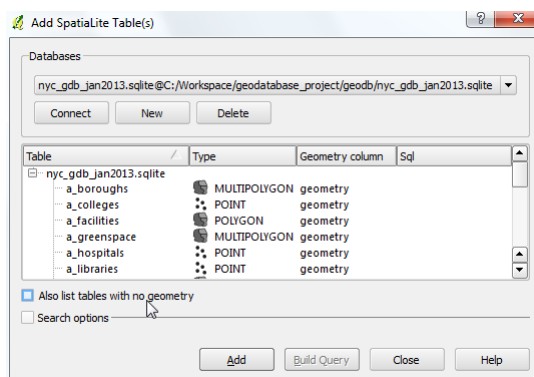 Add SpatiaLite Table(s)
Databases
nyc_gdb_jan2013.sqlite@C:/Workspace/geodatabase_project/geodb/nyc_gdb_jan2013.sqlite
Connect New Delete
Table Type Geometry column Sql
nyc_gdb_jan2013.sqlite
a_boroughs MULTIPOLYGON geometry
a_colleges POINT geometry
a_facilities POLYGON geometry
a_greenspace MULTIPOLYGON geometry
a_hospitals POINT geometry
a_libraries POINT geometry
Also list tables with no geometry
Search options
Add Build Query Close Help